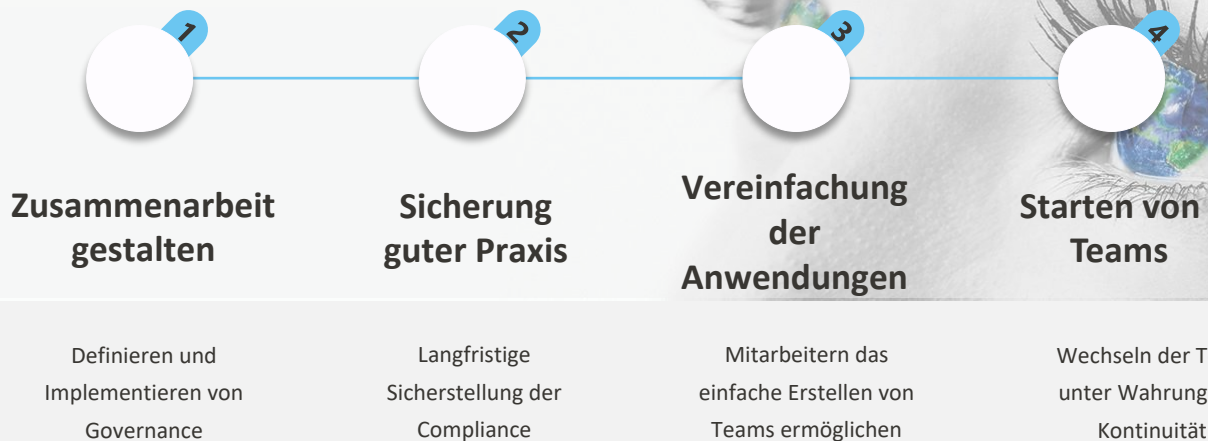 1
2
3
4
Zusammenarbeit
gestalten
Sicherung
guter Praxis
Vereinfachung
der
Anwendungen
Starten von
Teams
Definieren und
Implementieren von
Governance
Langfristige
Sicherstellung der
Compliance
Mitarbeitern das
einfache Erstellen von
Teams ermöglichen
Wechseln der T
unter Wahrung
Kontinuität